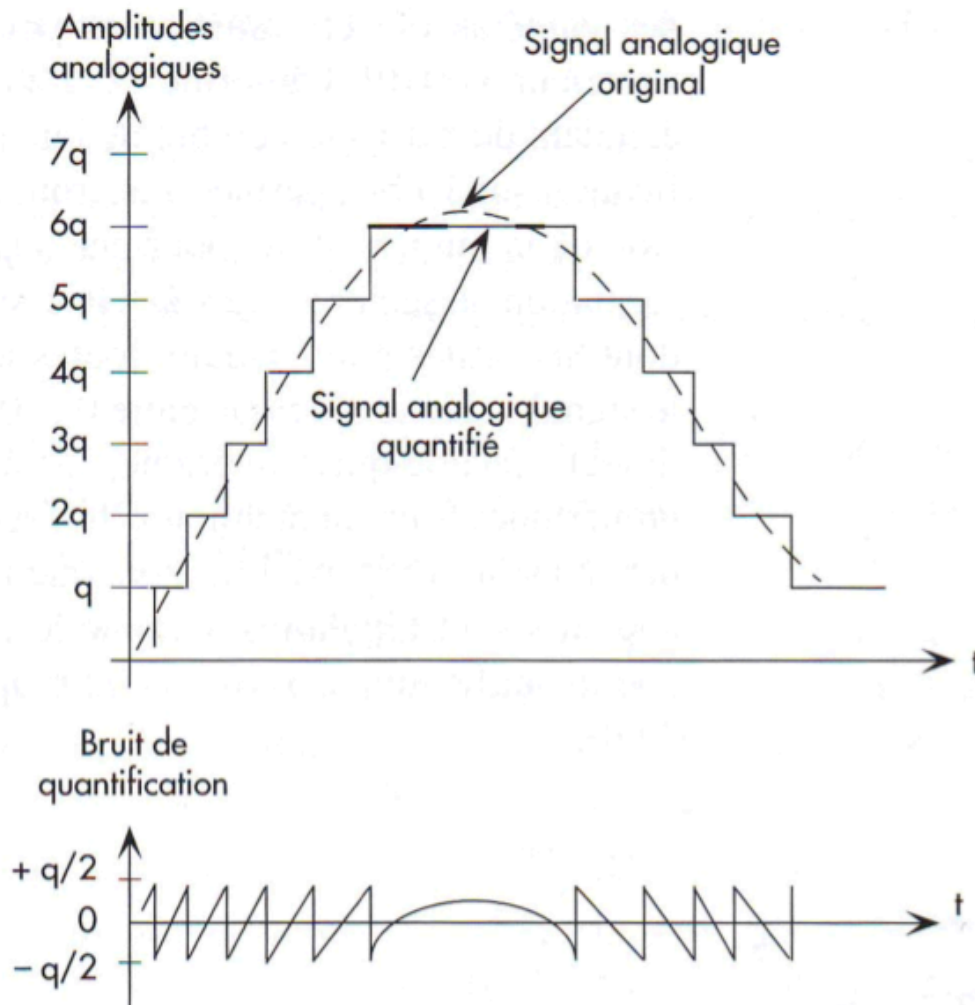 Amplitudes
analogiques
Signal analogique
original
7q
6q
5q
4q
3q
2q
q
Signal analogique
quantifié
t
Bruit de
quantification
+ q/2
0
− q/2
t